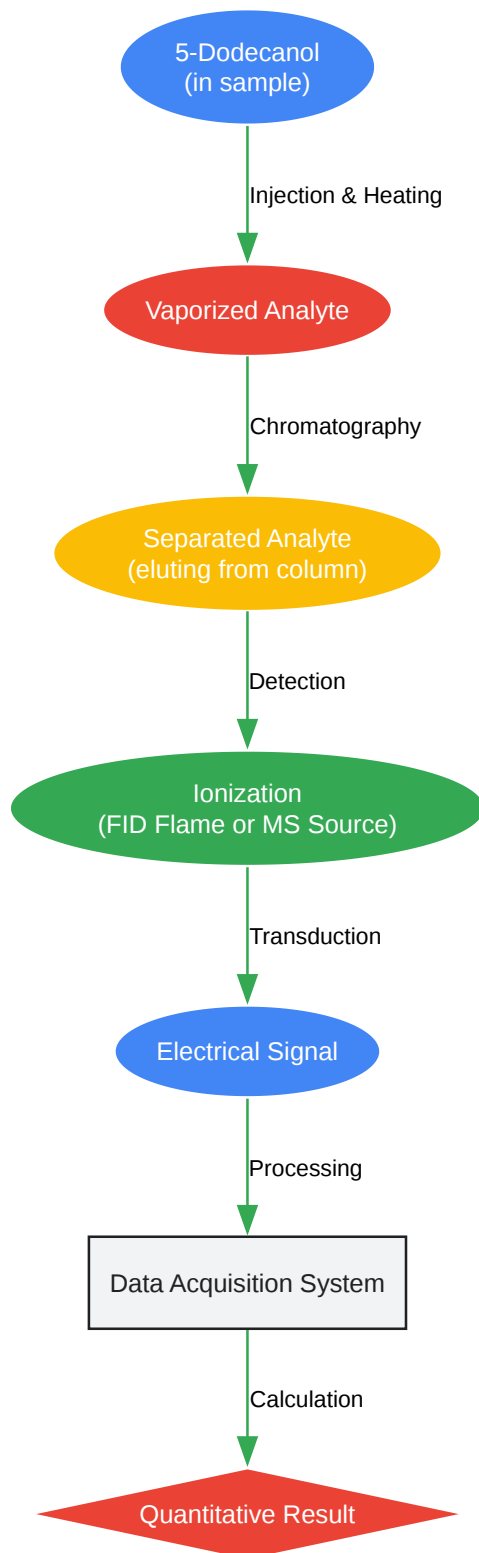 5-Dodecanol
(in sample)
Injection & Heating
Vaporized Analyte
Chromatography
Separated Analyte
(eluting from column)
Detection
Ionization
(FID Flame or MS Source)
Transduction
Electrical Signal
Processing
Data Acquisition System
Calculation
Quantitative Result